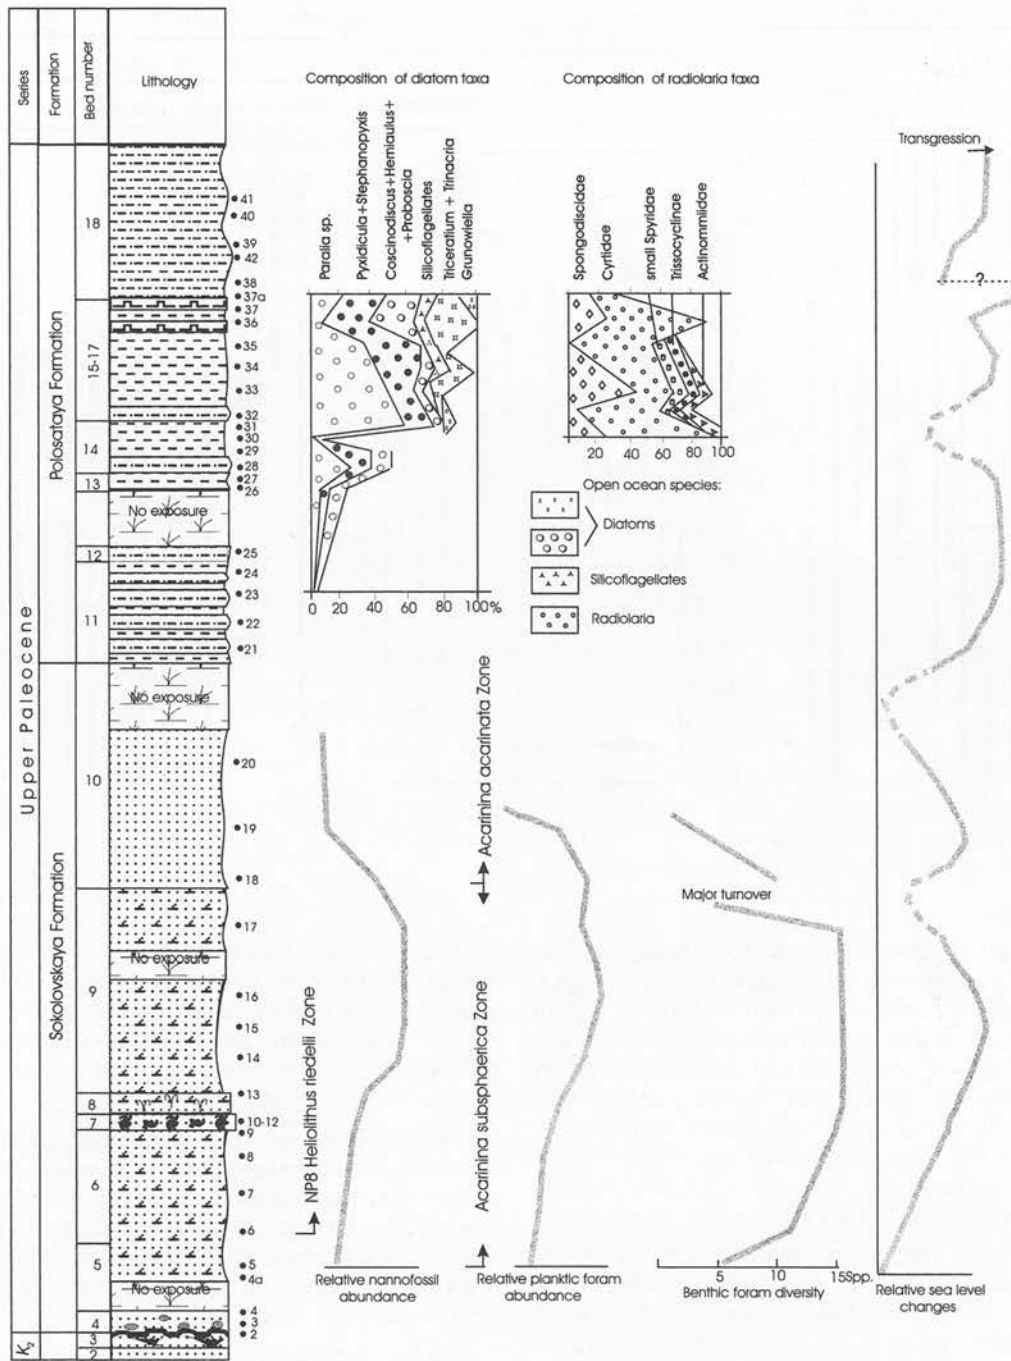 Series
Formation
Bed number
Lithology
Composition of diatom taxa
Composition of radiolaria taxa
Paralia sp.
Pyxidicula+Stephanopyxis
Coscinodiscus+Hemiaulus+
+Proboscia
Silicoflagellates
Triceratium + Trinacria
Grunowiella
Spongodiscidae
Cyrtidae
small Spyridae
Trissocyclinae
Actinommiidae
Transgression
?
Upper Paleocene
K2
Polosataya Formation
Sokolovskaya Formation
18
15-17
14
13
No exposure
12
11
No exposure
10
No exposure
9
8
7
6
5
No exposure
4
3
2
41
40
39
42
38
37a
37
36
35
34
33
32
31
30
29
28
27
26
25
24
23
22
21
20
19
18
17
16
15
14
13
10-12
9
8
7
6
5
4a
4
3
2
0 20 40 60 80 100%
0 20 40 60 80 100
Open ocean species:
Diatoms
Silicoflagellates
Radiolaria
NP8 Heliolithus riedelii Zone
Acarinina subsphaerica Zone
Acarinina acarinata Zone
Major turnover
Relative nannofossil
abundance
Relative planktic foram
abundance
5 10 15Spp.
Benthic foram diversity
Relative sea level
changes